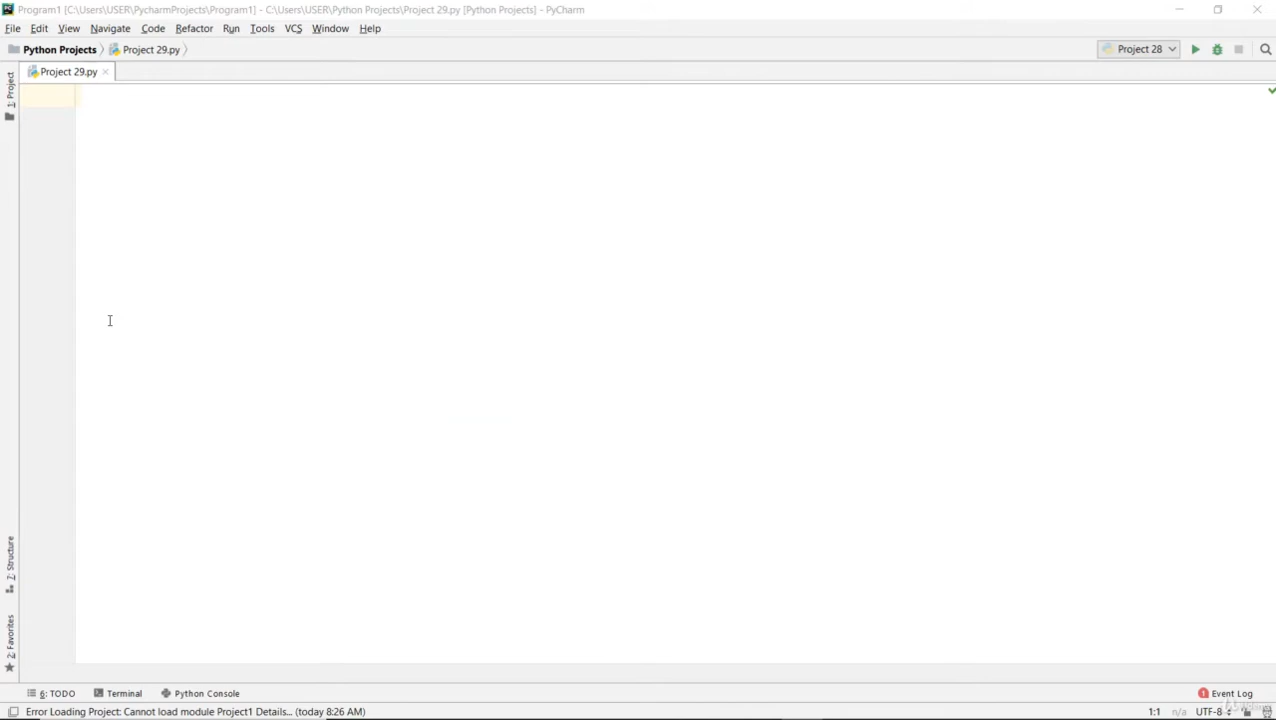 PC Program1 [C:\Users\USER\PycharmProjects\Program1] - C:\Users\USER\Python Projects\Project 29.py [Python Projects] - PyCharm
File Edit View Navigate Code Refactor Run Tools VCS Window Help
Python Projects Project 29.py Project 28
Project 29.py
1: Project
7: Structure
2: Favorites
6: TODO Terminal Python Console 1 Event Log
Error Loading Project: Cannot load module Project1 Details... (today 8:26 AM) 1:1 n/a UTF-8